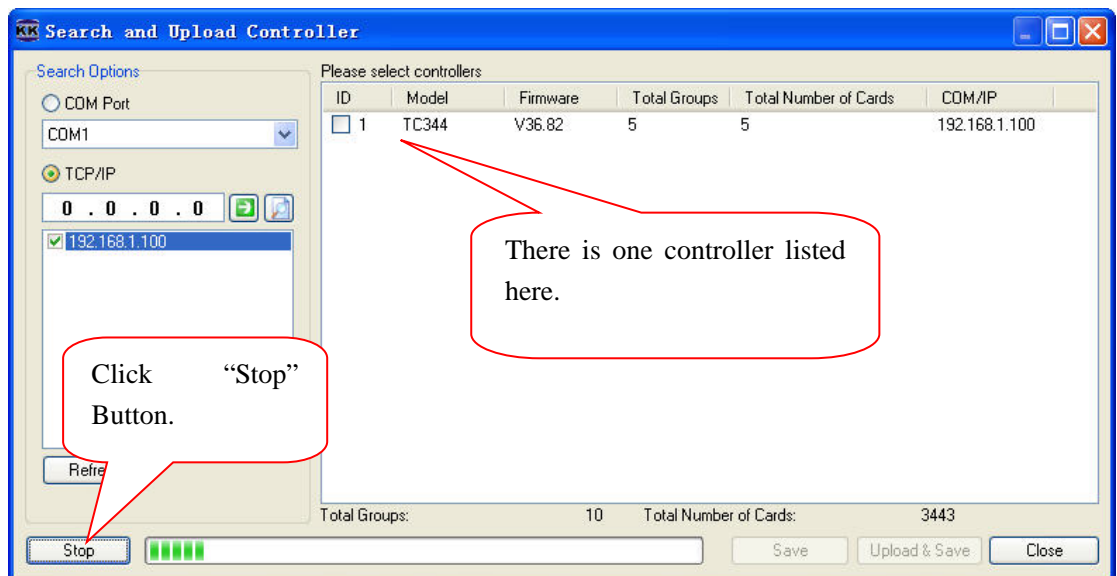 KK Search and Upload Controller
Search Options
COM Port
COM1
TCP/IP
0 . 0 . 0 . 0
192.168.1.100
Click “Stop”
Button.
Stop
Please select controllers
ID Model Firmware Total Groups Total Number of Cards COM/IP
1 TC344 V36.82 5 5 192.168.1.100
There is one controller listed
here.
Total Groups: 10 Total Number of Cards: 3443
Save Upload & Save Close